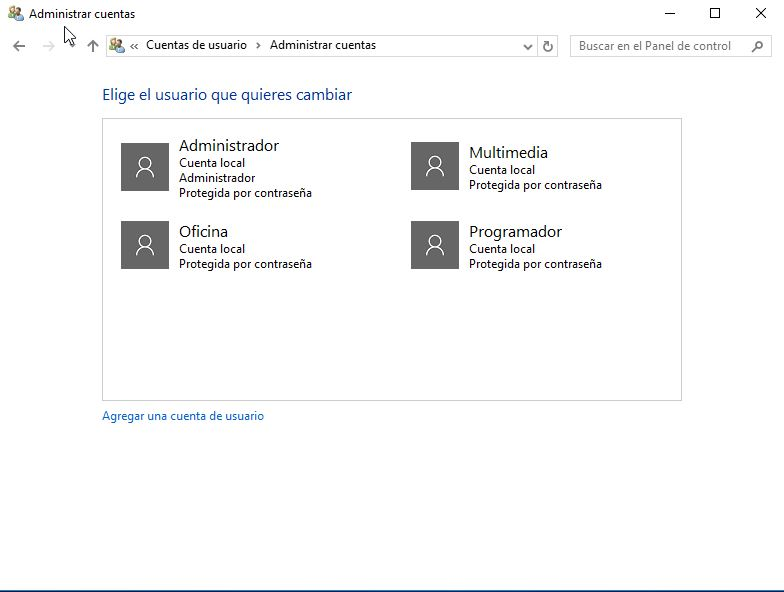 Administrar cuentas
« Cuentas de usuario > Administrar cuentas
Buscar en el Panel de control
Elige el usuario que quieres cambiar
Administrador
Cuenta local
Administrador
Protegida por contraseña
Multimedia
Cuenta local
Protegida por contraseña
Oficina
Cuenta local
Protegida por contraseña
Programador
Cuenta local
Protegida por contraseña
Agregar una cuenta de usuario